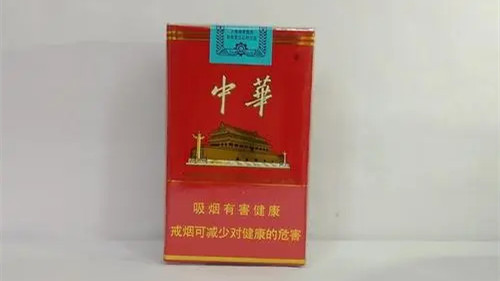 中華
吸烟有害健康
戒烟可减少对健康的危害